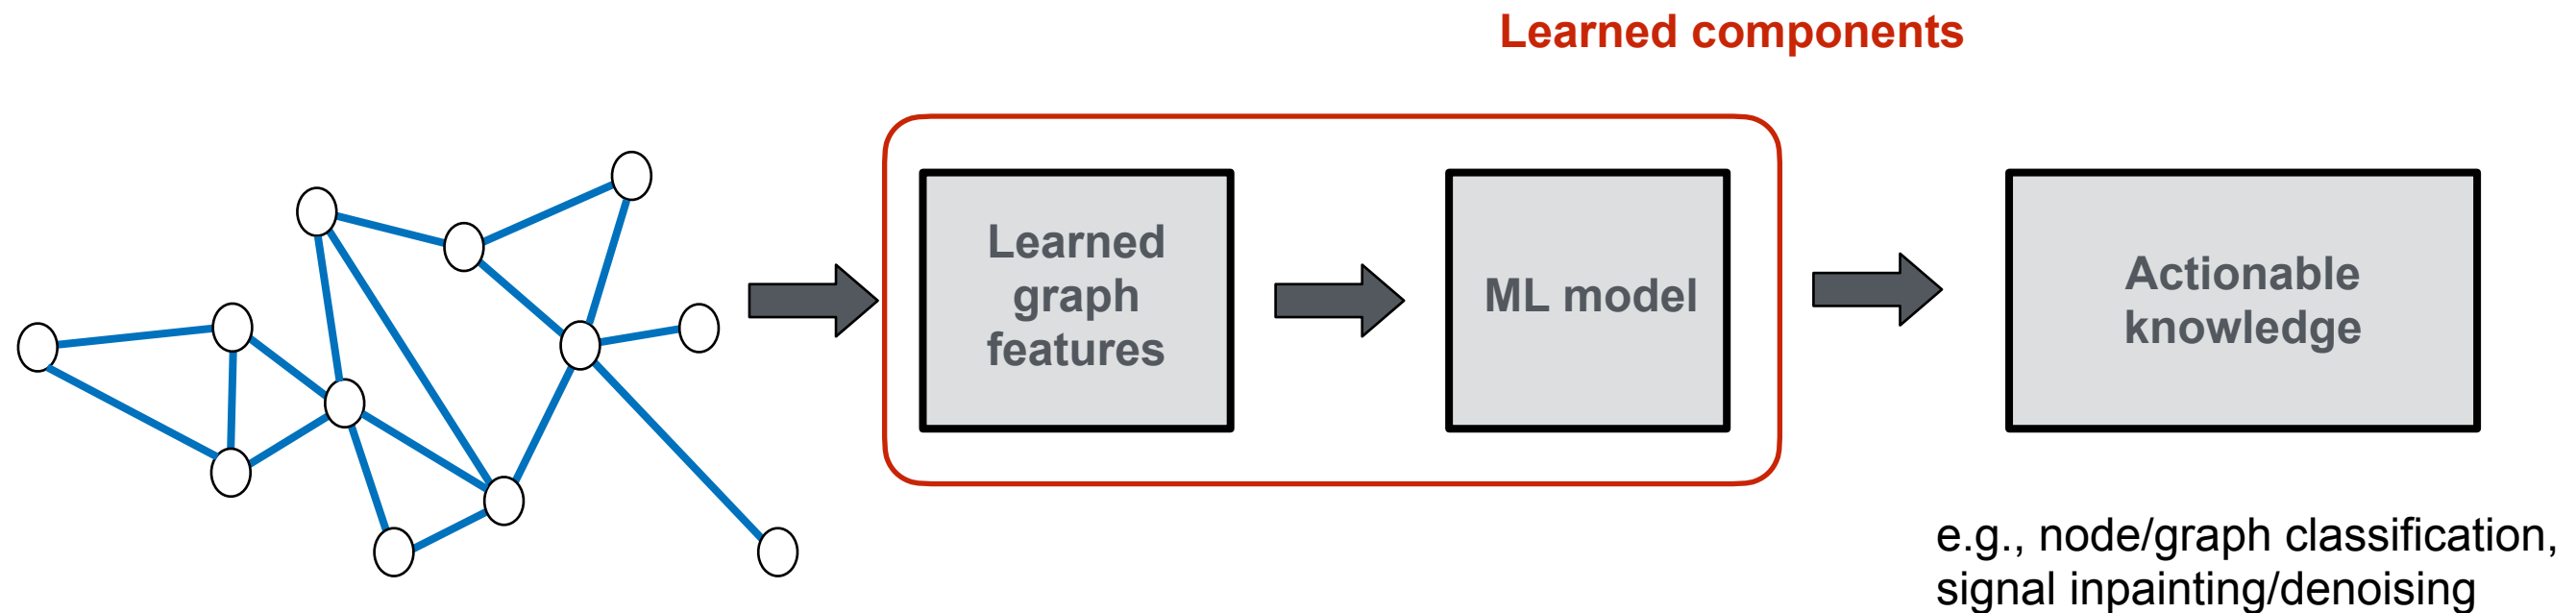 Learned components
Learned
graph
features
ML model
Actionable
knowledge
e.g., node/graph classification,
signal inpainting/denoising